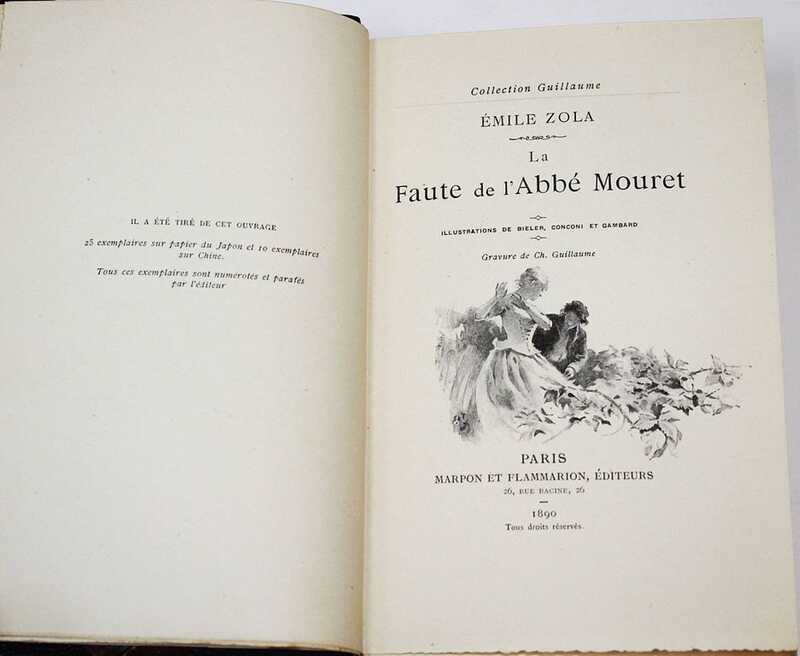 IL A ÉTÉ TIRÉ DE CET OUVRAGE
25 exemplaires sur papier du Japon et 10 exemplaires
sur Chine.
Tous ces exemplaires sont numérotés et parafés
par l'éditeur
Collection Guillaume
ÉMILE ZOLA
La
Faute de l'Abbé Mouret
ILLUSTRATIONS DE BIELER, CONCONI ET GAMBARD
Gravure de Ch. Guillaume
PARIS
MARPON ET FLAMMARION, ÉDITEURS
26, RUE RACINE, 26
1890
Tous droits réservés.